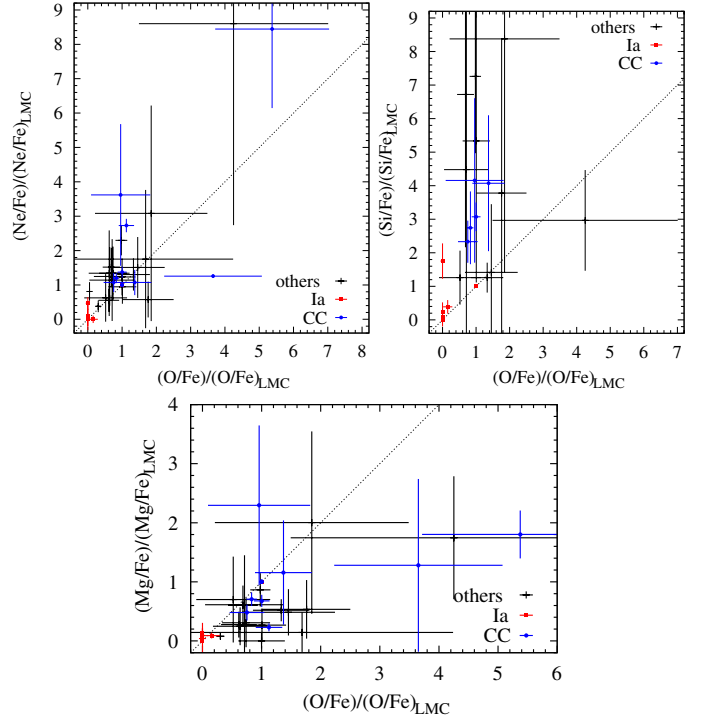 9
8
7
6
5
4
3
2
1
0
(Ne/Fe)/(Ne/Fe)LMC
others
Ia
CC
0 1 2 3 4 5 6 7 8
(O/Fe)/(O/Fe)LMC
9
8
7
6
5
4
3
2
1
0
(Si/Fe)/(Si/Fe)LMC
others
Ia
CC
0 1 2 3 4 5 6 7
(O/Fe)/(O/Fe)LMC
4
3
2
1
0
(Mg/Fe)/(Mg/Fe)LMC
others
Ia
CC
0 1 2 3 4 5 6
(O/Fe)/(O/Fe)LMC